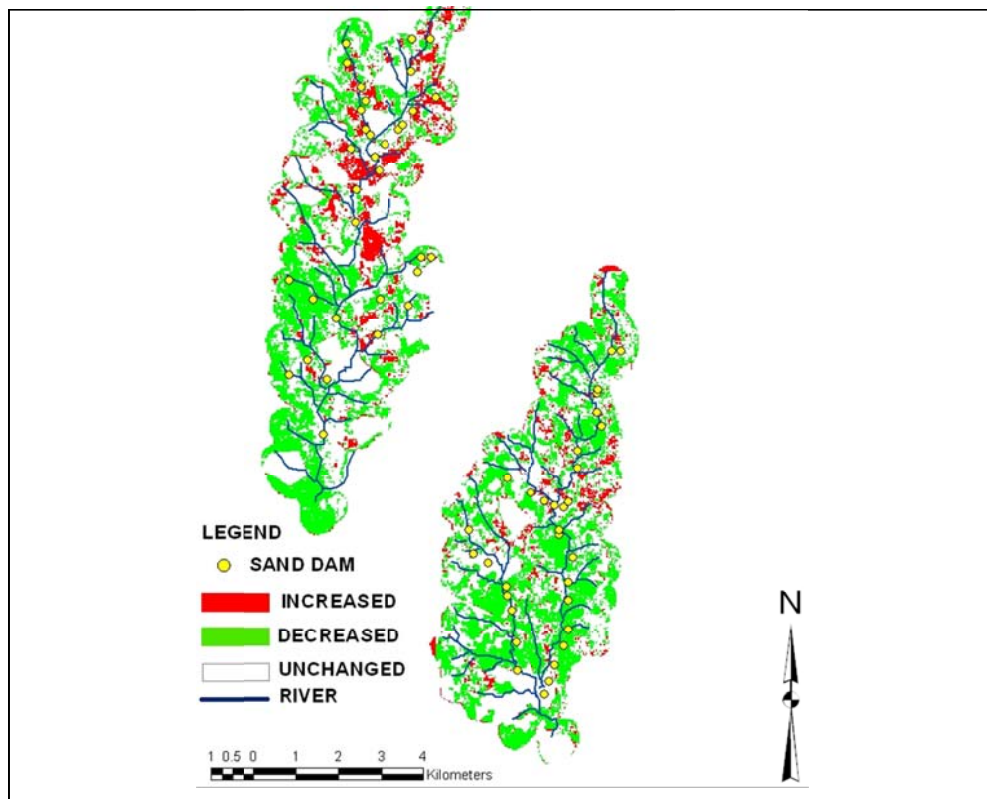 LEGEND
SAND DAM
INCREASED
DECREASED
UNCHANGED
RIVER
N
1 0.5 0 1 2 3 4
Kilometers